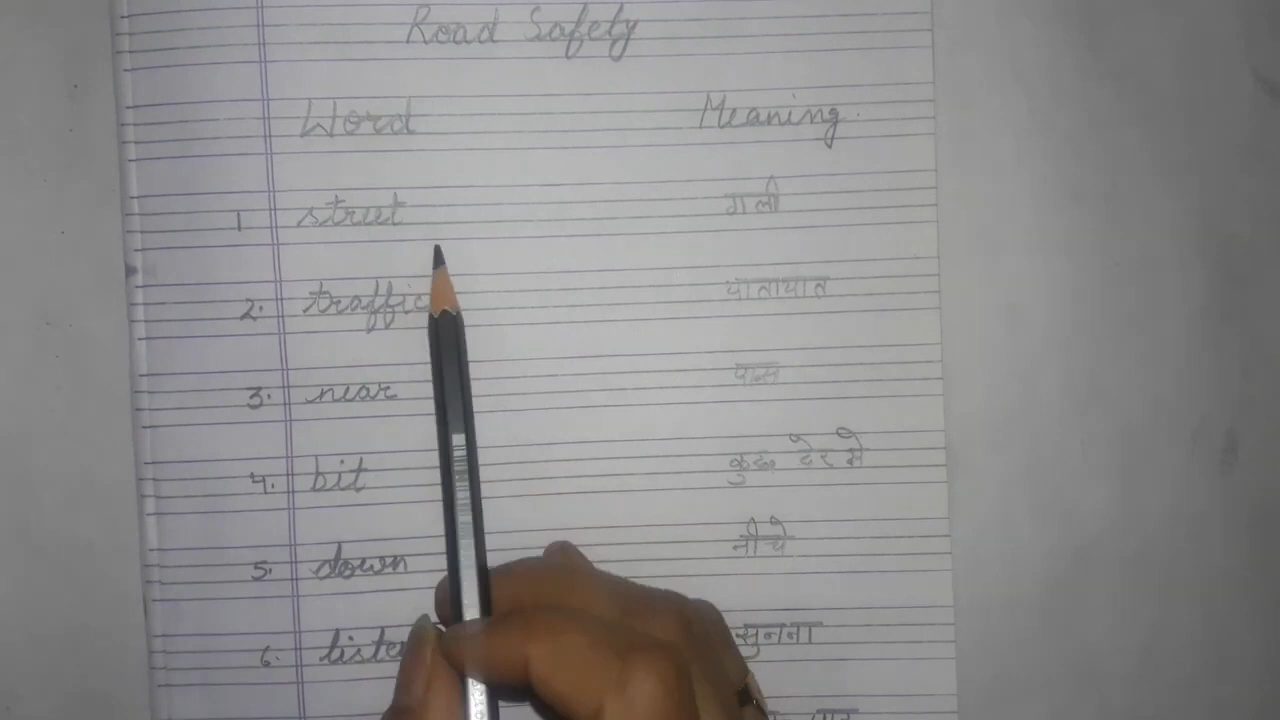 Road Safety
Word Meaning.
1 street गली
2. traffic यातायात
3. near पास
4. bit कुछ देर मे
5. down नीचे
6. सुनना